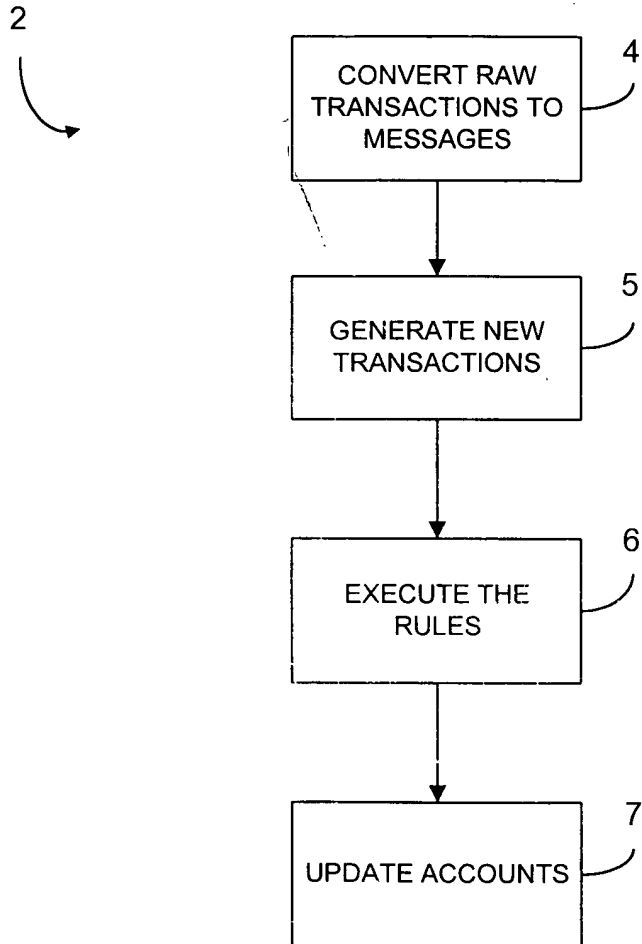 2
4
CONVERT RAW
TRANSACTIONS TO
MESSAGES
5
GENERATE NEW
TRANSACTIONS
6
EXECUTE THE
RULES
7
UPDATE ACCOUNTS